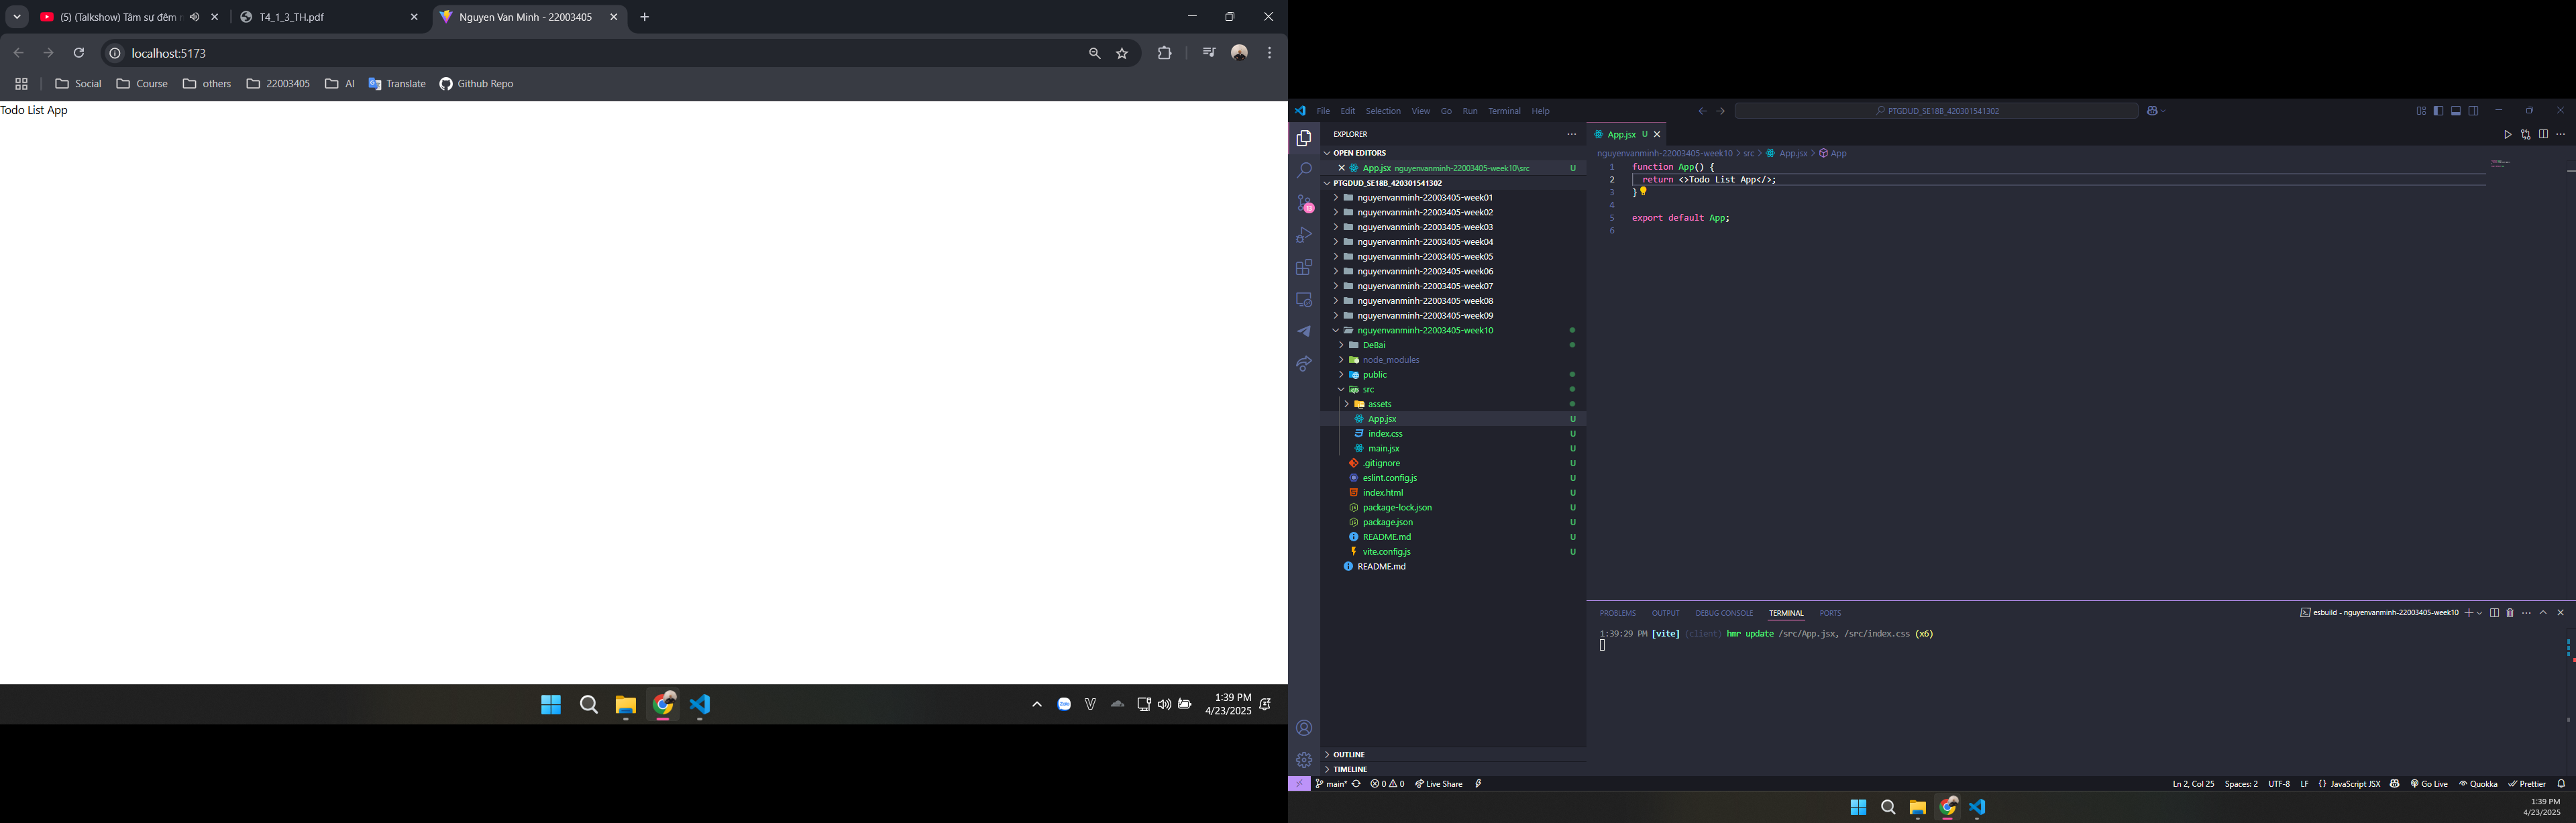 (5) (Talkshow) Tâm sự đêm
T4_1_3_TH.pdf
Nguyen Van Minh - 22003405
localhost:5173
Social
Course
others
22003405
AI
Translate
Github Repo
Todo List App
1:39 PM
4/23/2025
File Edit Selection View Go Run Terminal Help
PTGDUD_SE18B_420301541302
EXPLORER
OPEN EDITORS
App.jsx nguyenvanminh-22003405-week10\src U
PTGDUD_SE18B_420301541302
nguyenvanminh-22003405-week01
nguyenvanminh-22003405-week02
nguyenvanminh-22003405-week03
nguyenvanminh-22003405-week04
nguyenvanminh-22003405-week05
nguyenvanminh-22003405-week06
nguyenvanminh-22003405-week07
nguyenvanminh-22003405-week08
nguyenvanminh-22003405-week09
nguyenvanminh-22003405-week10
DeBai
node_modules
public
src
assets
App.jsx U
index.css U
main.jsx U
.gitignore U
eslint.config.js U
index.html U
package-lock.json U
package.json U
README.md U
vite.config.js U
README.md
OUTLINE
TIMELINE
App.jsx U
nguyenvanminh-22003405-week10 > src > App.jsx > App
1 function App() {
2 return <>Todo List App</>;
3 }
4
5 export default App;
6
PROBLEMS OUTPUT DEBUG CONSOLE TERMINAL PORTS
esbuild - nguyenvanminh-22003405-week10
1:39:29 PM [vite] (client) hmr update /src/App.jsx, /src/index.css (x6)
main* 0 0 Live Share
Ln 2, Col 25 Spaces: 2 UTF-8 LF {} JavaScript JSX Go Live Quokka Prettier
1:39 PM
4/23/2025